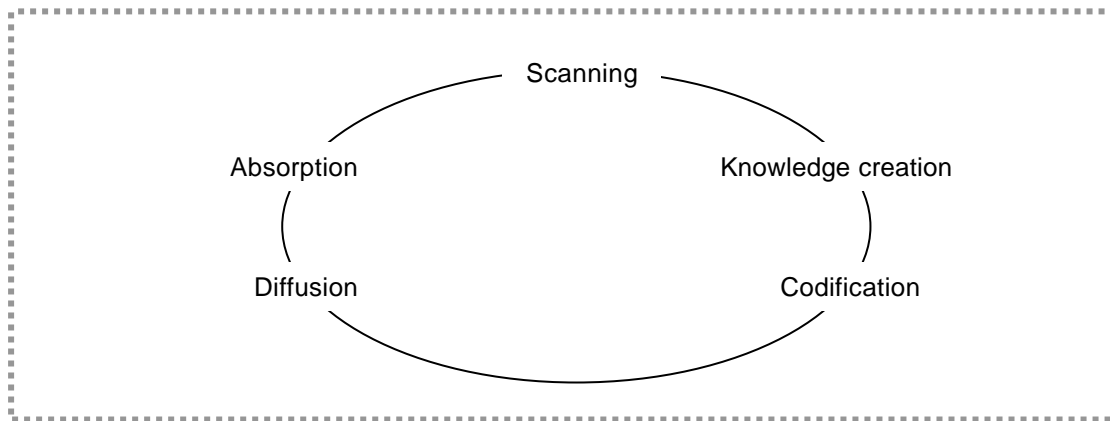 Scanning
Absorption
Knowledge creation
Diffusion
Codification